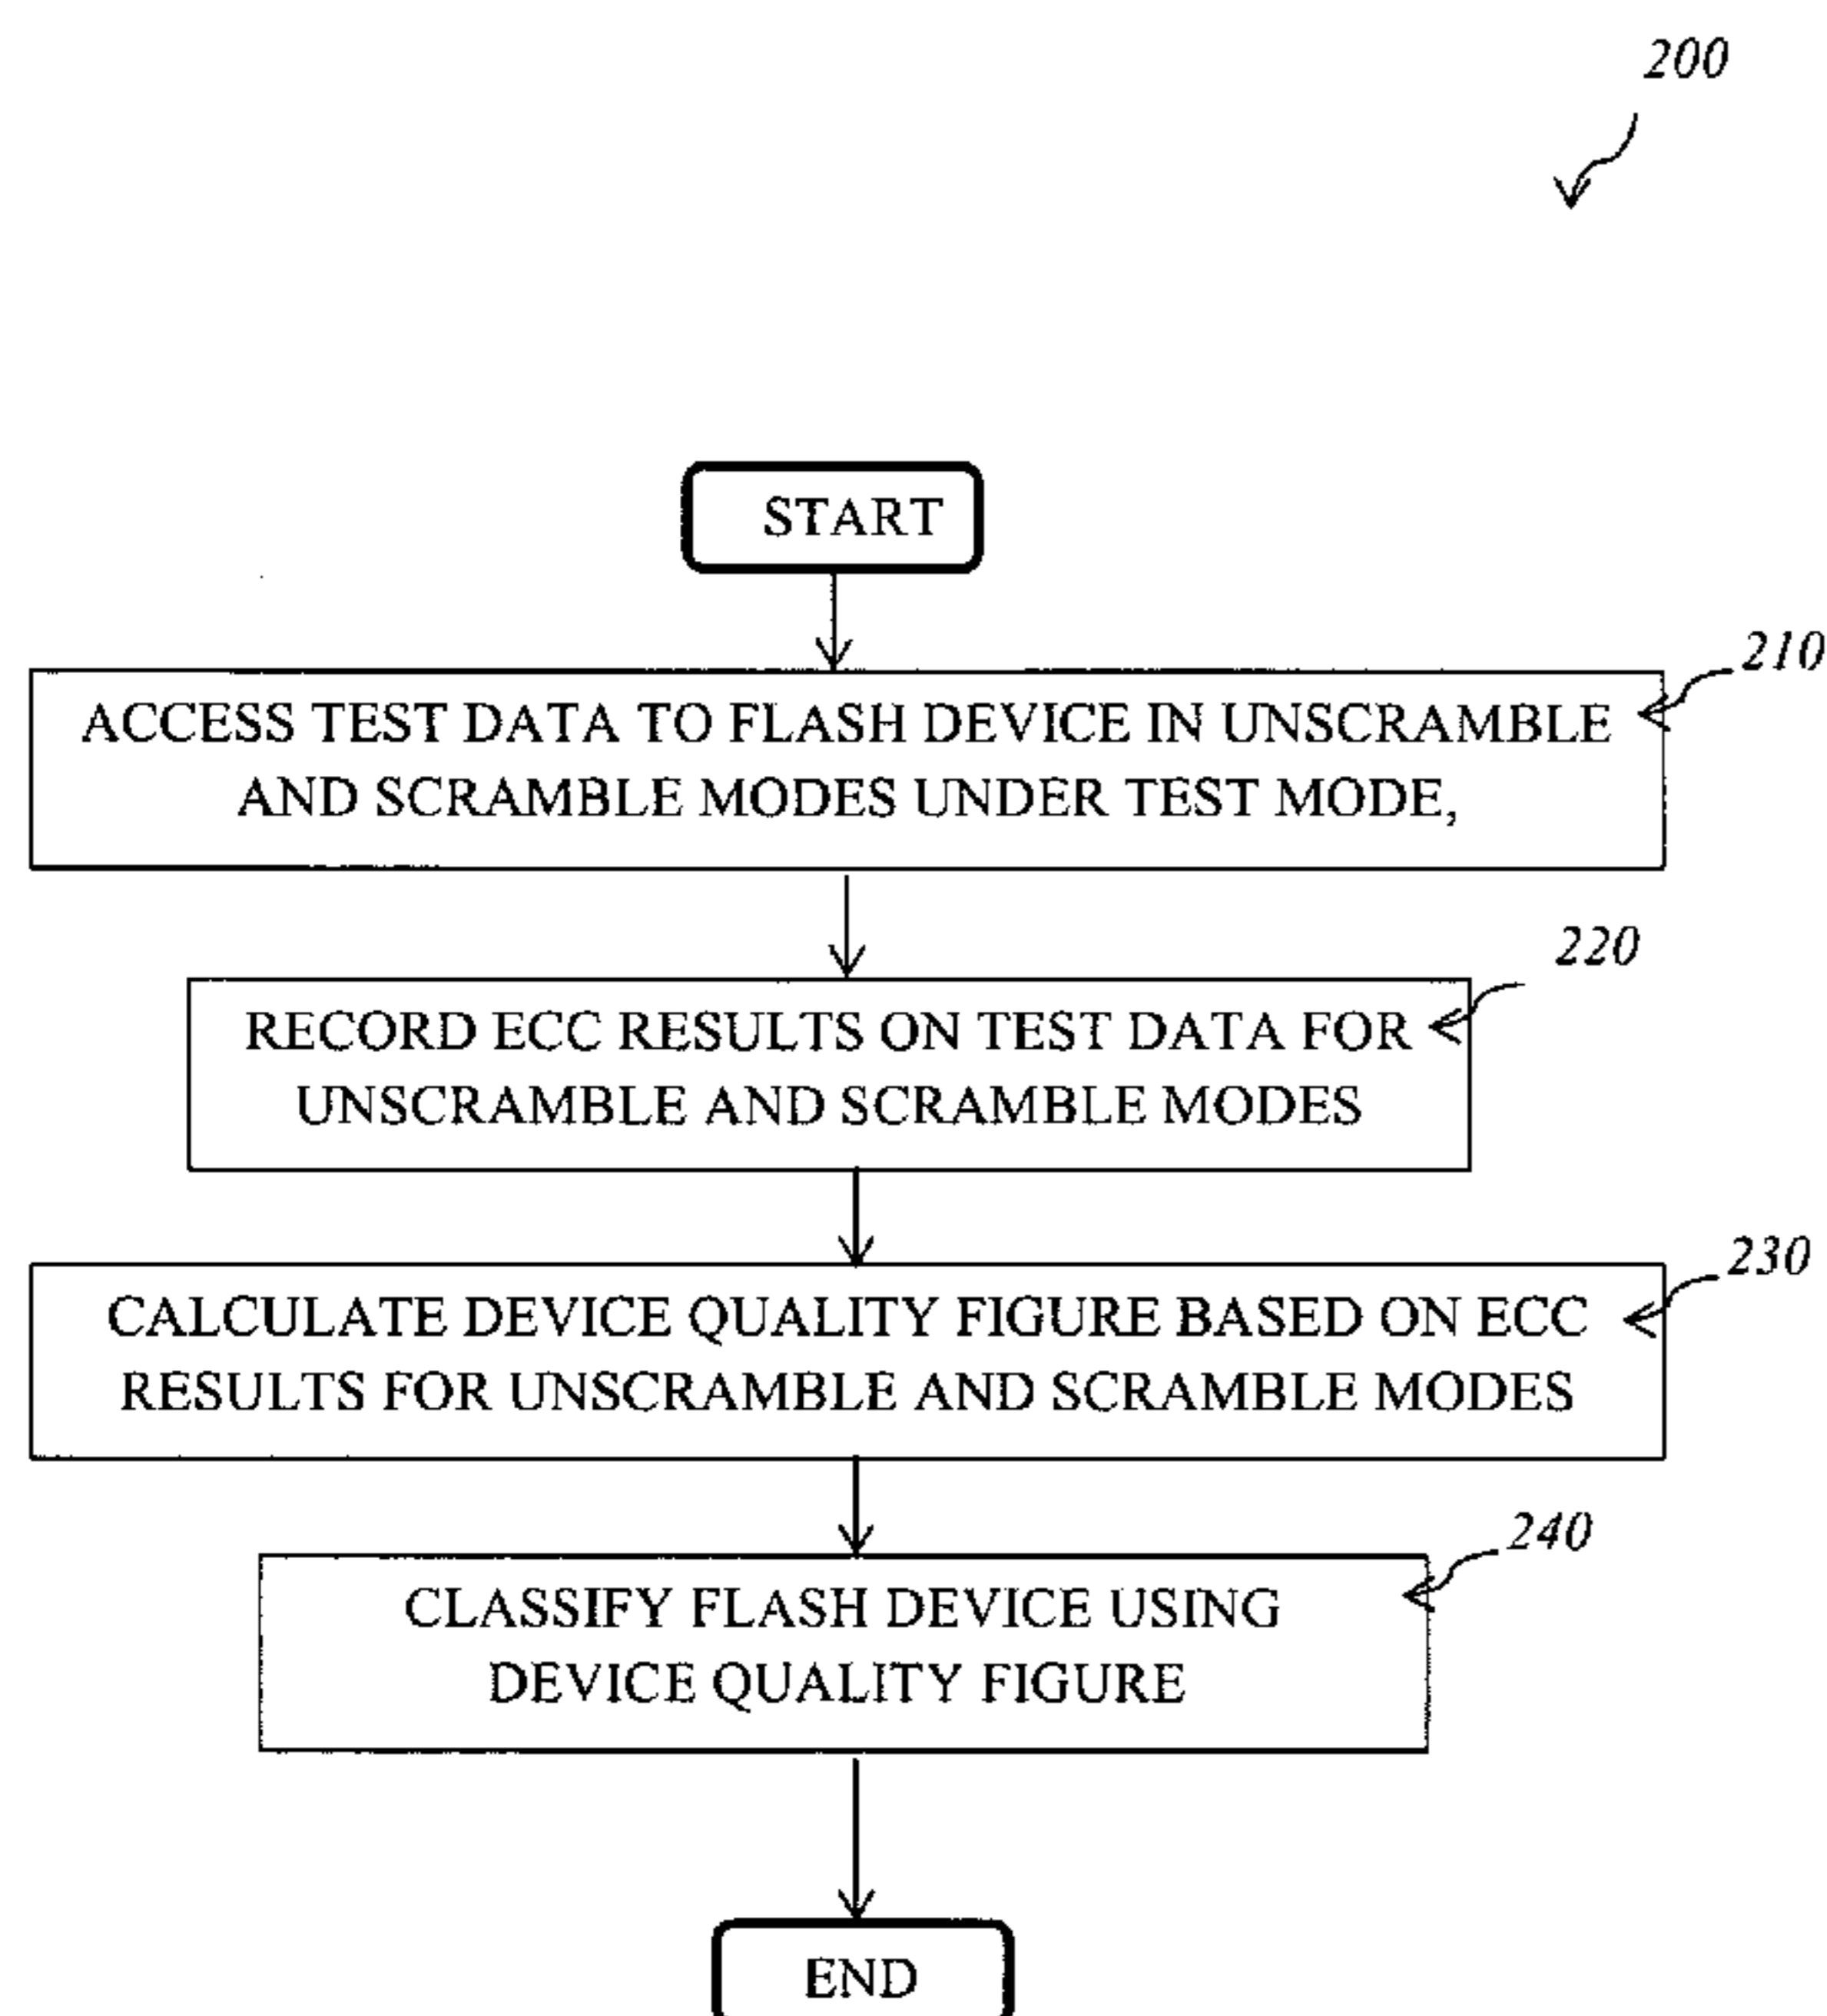 200
START
210
ACCESS TEST DATA TO FLASH DEVICE IN UNSCRAMBLE
AND SCRAMBLE MODES UNDER TEST MODE,
220
RECORD ECC RESULTS ON TEST DATA FOR
UNSCRAMBLE AND SCRAMBLE MODES
230
CALCULATE DEVICE QUALITY FIGURE BASED ON ECC
RESULTS FOR UNSCRAMBLE AND SCRAMBLE MODES
240
CLASSIFY FLASH DEVICE USING
DEVICE QUALITY FIGURE
END